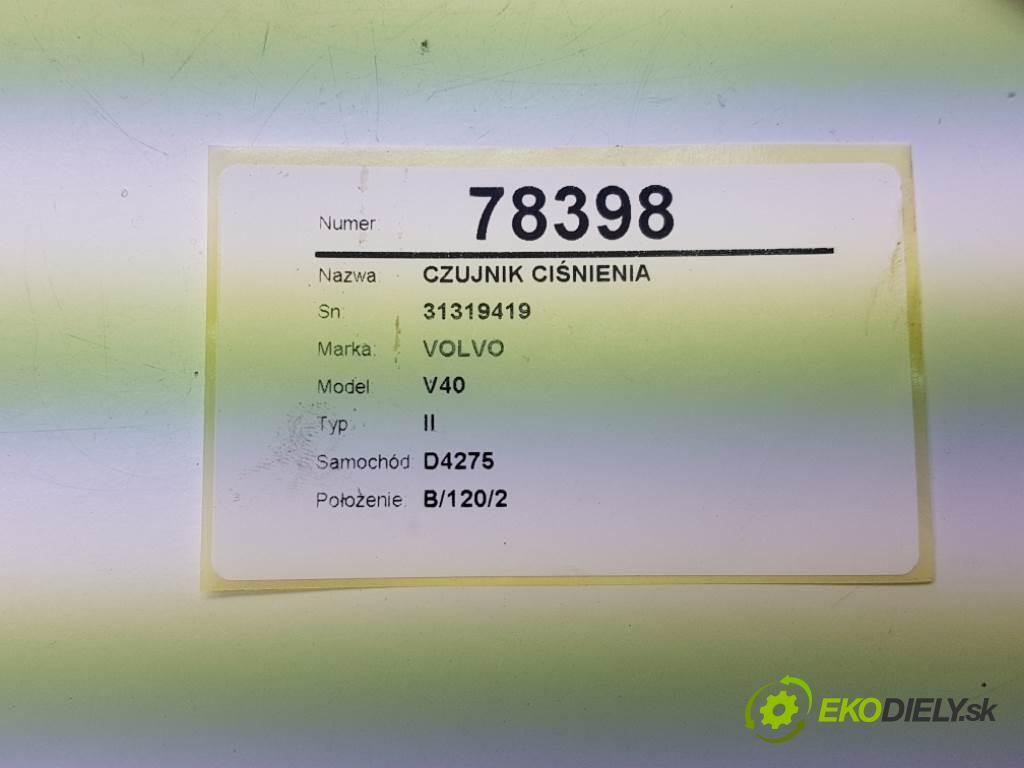 Numer: 78398
Nazwa: CZUJNIK CIŚNIENIA
Sn: 31319419
Marka: VOLVO
Model: V40
Typ: II
Samochód: D4275
Położenie: B/120/2
EKODIELY.sk